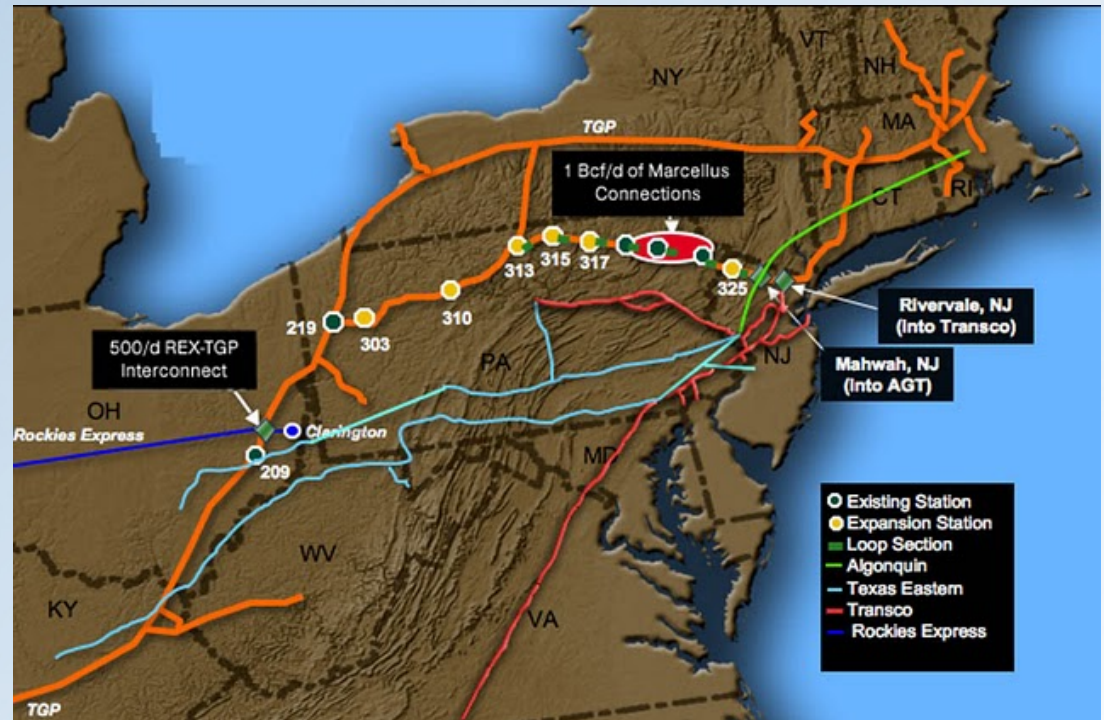 VT
NH
NY
TGP
MA
1 Bcf/d of Marcellus
Connections
CT
RI
313
315
317
325
310
219
303
Rivervale, NJ
(into Transco)
500/d REX-TGP
Interconnect
PA
NJ
Mahwah, NJ
(into AGT)
OH
Rockies Express
Clarington
209
MD
WV
KY
VA
Existing Station
Expansion Station
Loop Section
Algonquin
Texas Eastern
Transco
Rockies Express
TGP